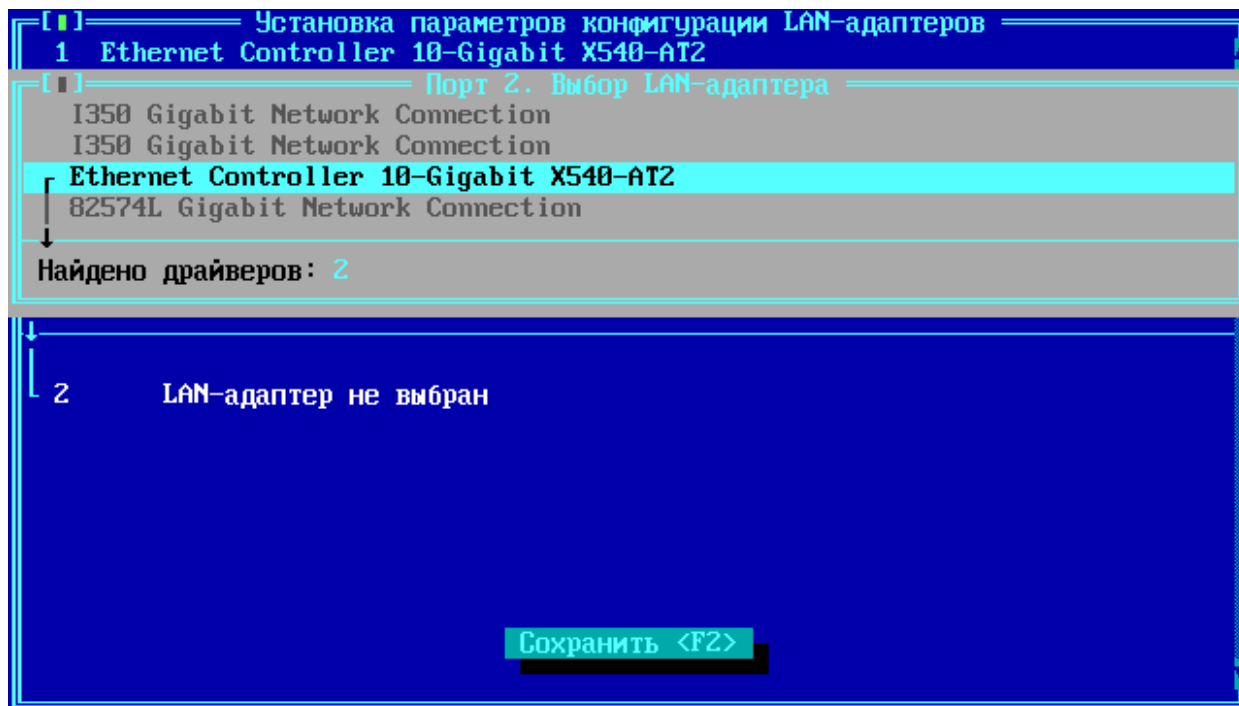 Установка параметров конфигурации LAN-адаптеров
1 Ethernet Controller 10-Gigabit X540-AT2
Порт 2. Выбор LAN-адаптера
I350 Gigabit Network Connection
I350 Gigabit Network Connection
Ethernet Controller 10-Gigabit X540-AT2
82574L Gigabit Network Connection
Найдено драйверов: 2
2 LAN-адаптер не выбран
Сохранить <F2>